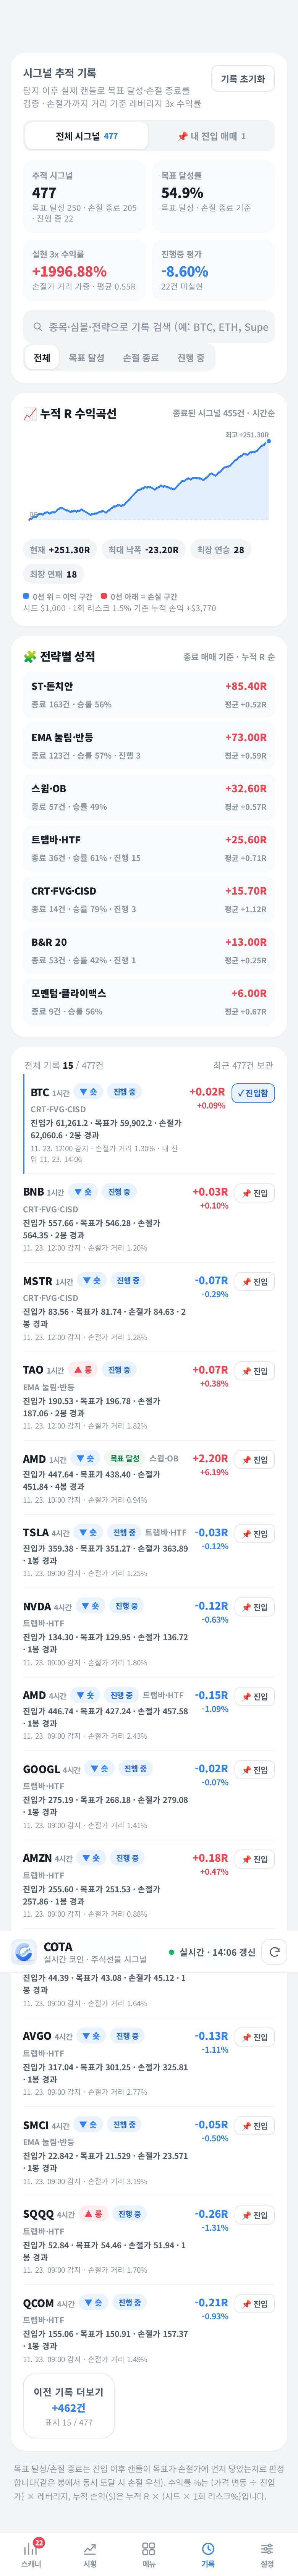 시그널 추적 기록
탐지 이후 실제 캔들로 목표 달성·손절 종료를
검증 · 손절가까지 거리 기준 레버리지 3x 수익률
기록 초기화
전체 시그널 477
📌 내 진입 매매 1
추적 시그널
477
목표 달성 250 · 손절 종료 205
· 진행 중 22
목표 달성률
54.9%
목표 달성 · 손절 종료 기준
실현 3x 수익률
+1996.88%
손절가 거리 가중 · 평균 0.55R
진행중 평가
-8.60%
22건 미실현
종목·심볼·전략으로 기록 검색 (예: BTC, ETH, Supe
전체
목표 달성
손절 종료
진행 중
📈 누적 R 수익곡선
종료된 시그널 455건 · 시간순
최고 +251.30R
0R
현재 +251.30R
최대 낙폭 -23.20R
최장 연승 28
최장 연패 18
0선 위 = 이익 구간
0선 아래 = 손실 구간
시드 $1,000 · 1회 리스크 1.5% 기준 누적 손익 +$3,770
🧩 전략별 성적
종료 매매 기준 · 누적 R 순
ST·돈치안
+85.40R
종료 163건 · 승률 56%
평균 +0.52R
EMA 눌림·반등
+73.00R
종료 123건 · 승률 57% · 진행 3
평균 +0.59R
스윕·OB
+32.60R
종료 57건 · 승률 49%
평균 +0.57R
트랩바·HTF
+25.60R
종료 36건 · 승률 61% · 진행 15
평균 +0.71R
CRT·FVG·CISD
+15.70R
종료 14건 · 승률 79% · 진행 3
평균 +1.12R
B&R 20
+13.00R
종료 53건 · 승률 42% · 진행 1
평균 +0.25R
모멘텀·클라이맥스
+6.00R
종료 9건 · 승률 56%
평균 +0.67R
전체 기록 15 / 477건
최근 477건 보관
BTC 1시간 ▼ 숏 진행 중
+0.02R
+0.09%
✓ 진입함
CRT·FVG·CISD
진입가 61,261.2 · 목표가 59,902.2 · 손절가
62,060.6 · 2봉 경과
11. 23. 12:00 감지 · 손절가 거리 1.30% · 내 진
입 11. 23. 14:06
BNB 1시간 ▼ 숏 진행 중
+0.03R
+0.10%
📌 진입
CRT·FVG·CISD
진입가 557.66 · 목표가 546.28 · 손절가
564.35 · 2봉 경과
11. 23. 12:00 감지 · 손절가 거리 1.20%
MSTR 1시간 ▼ 숏 진행 중
-0.07R
-0.29%
📌 진입
CRT·FVG·CISD
진입가 83.56 · 목표가 81.74 · 손절가 84.63 · 2
봉 경과
11. 23. 12:00 감지 · 손절가 거리 1.28%
TAO 1시간 ▲ 롱 진행 중
+0.07R
+0.38%
📌 진입
EMA 눌림·반등
진입가 190.53 · 목표가 196.78 · 손절가
187.06 · 2봉 경과
11. 23. 12:00 감지 · 손절가 거리 1.82%
AMD 1시간 ▼ 숏 목표 달성 스윕·OB
+2.20R
+6.19%
📌 진입
진입가 447.64 · 목표가 438.40 · 손절가
451.84 · 4봉 경과
11. 23. 10:00 감지 · 손절가 거리 0.94%
TSLA 4시간 ▼ 숏 진행 중 트랩바·HTF
-0.03R
-0.12%
📌 진입
진입가 359.38 · 목표가 351.27 · 손절가 363.89
· 1봉 경과
11. 23. 09:00 감지 · 손절가 거리 1.25%
NVDA 4시간 ▼ 숏 진행 중
-0.12R
-0.63%
📌 진입
트랩바·HTF
진입가 134.30 · 목표가 129.95 · 손절가 136.72
· 1봉 경과
11. 23. 09:00 감지 · 손절가 거리 1.80%
AMD 4시간 ▼ 숏 진행 중 트랩바·HTF
-0.15R
-1.09%
📌 진입
진입가 446.74 · 목표가 427.24 · 손절가 457.58
· 1봉 경과
11. 23. 09:00 감지 · 손절가 거리 2.43%
GOOGL 4시간 ▼ 숏 진행 중
-0.02R
-0.07%
📌 진입
트랩바·HTF
진입가 275.19 · 목표가 268.18 · 손절가 279.08
· 1봉 경과
11. 23. 09:00 감지 · 손절가 거리 1.41%
AMZN 4시간 ▼ 숏 진행 중
+0.18R
+0.47%
📌 진입
트랩바·HTF
진입가 255.60 · 목표가 251.53 · 손절가
257.86 · 1봉 경과
11. 23. 09:00 감지 · 손절가 거리 0.88%
COTA
실시간 코인 · 주식선물 시그널
실시간 · 14:06 갱신
진입가 44.39 · 목표가 43.08 · 손절가 45.12 · 1
봉 경과
11. 23. 09:00 감지 · 손절가 거리 1.64%
AVGO 4시간 ▼ 숏 진행 중
-0.13R
-1.11%
📌 진입
트랩바·HTF
진입가 317.04 · 목표가 301.25 · 손절가 325.81
· 1봉 경과
11. 23. 09:00 감지 · 손절가 거리 2.77%
SMCI 4시간 ▼ 숏 진행 중
-0.05R
-0.50%
📌 진입
EMA 눌림·반등
진입가 22.842 · 목표가 21.529 · 손절가 23.571
· 1봉 경과
11. 23. 09:00 감지 · 손절가 거리 3.19%
SQQQ 4시간 ▲ 롱 진행 중
-0.26R
-1.31%
📌 진입
트랩바·HTF
진입가 52.84 · 목표가 54.46 · 손절가 51.94 · 1
봉 경과
11. 23. 09:00 감지 · 손절가 거리 1.70%
QCOM 4시간 ▼ 숏 진행 중
-0.21R
-0.93%
📌 진입
트랩바·HTF
진입가 155.06 · 목표가 150.91 · 손절가 157.37
· 1봉 경과
11. 23. 09:00 감지 · 손절가 거리 1.49%
이전 기록 더보기
+462건
표시 15 / 477
목표 달성/손절 종료는 진입 이후 캔들이 목표가·손절가에 먼저 닿았는지로 판정
합니다(같은 봉에서 동시 도달 시 손절 우선). 수익률 %는 (가격 변동 ÷ 진입
가) × 레버리지, 누적 손익($)은 누적 R × (시드 × 1회 리스크%)입니다.
22
스캐너
시황
메뉴
기록
설정